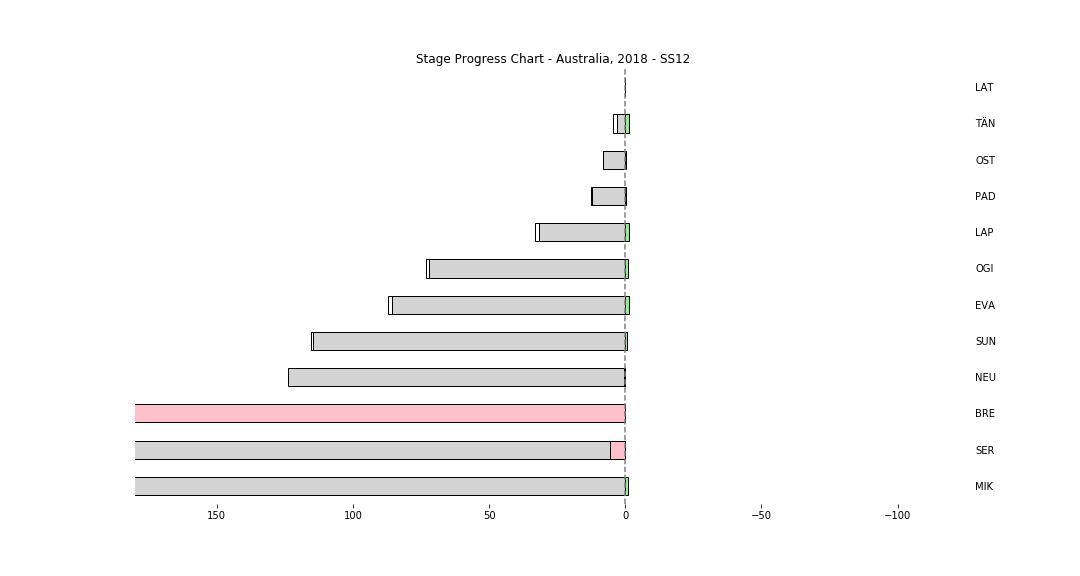 Stage Progress Chart - Australia, 2018 - SS12
LAT
TÄN
OST
PAD
LAP
OGI
EVA
SUN
NEU
BRE
SER
MIK
150 100 50 0 −50 −100